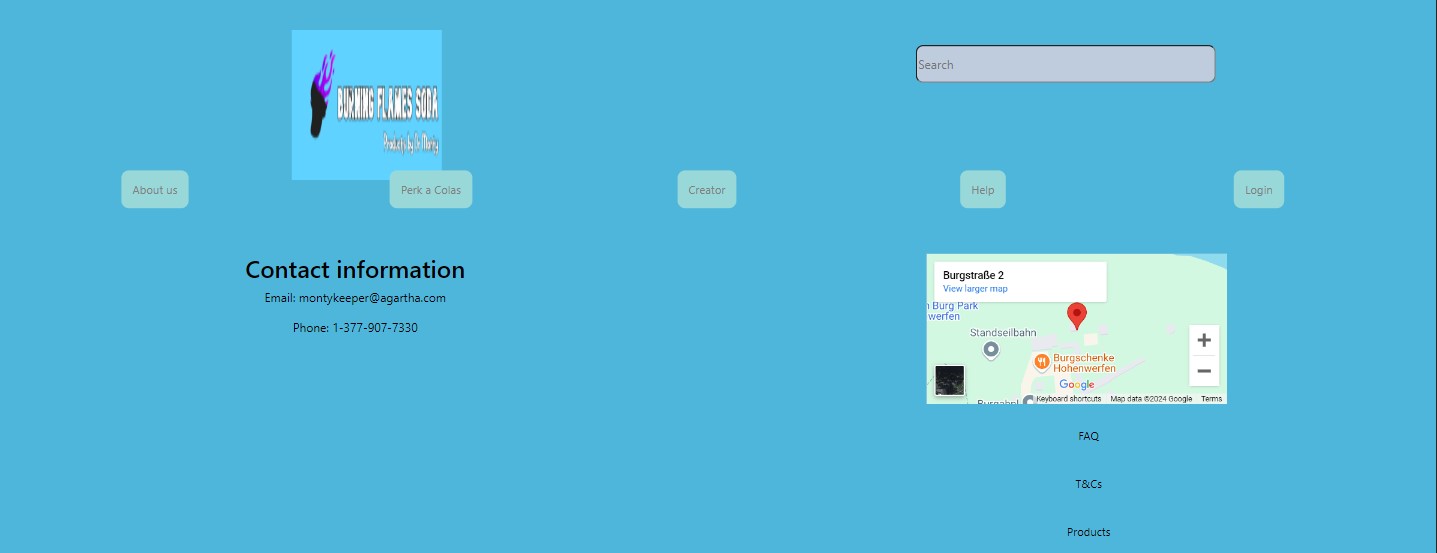 BURNING FLAMES SODA
Products by Dr Monty
Search
About us
Perk a Colas
Creator
Help
Login
Contact information
Email: montykeeper@agartha.com
Phone: 1-377-907-7330
Burgstraße 2
View larger map
Burg Park
werfen
Standseilbahn
Burgschenke
Hohenwerfen
Google
Keyboard shortcuts
Map data ©2024 Google
Terms
FAQ
T&Cs
Products